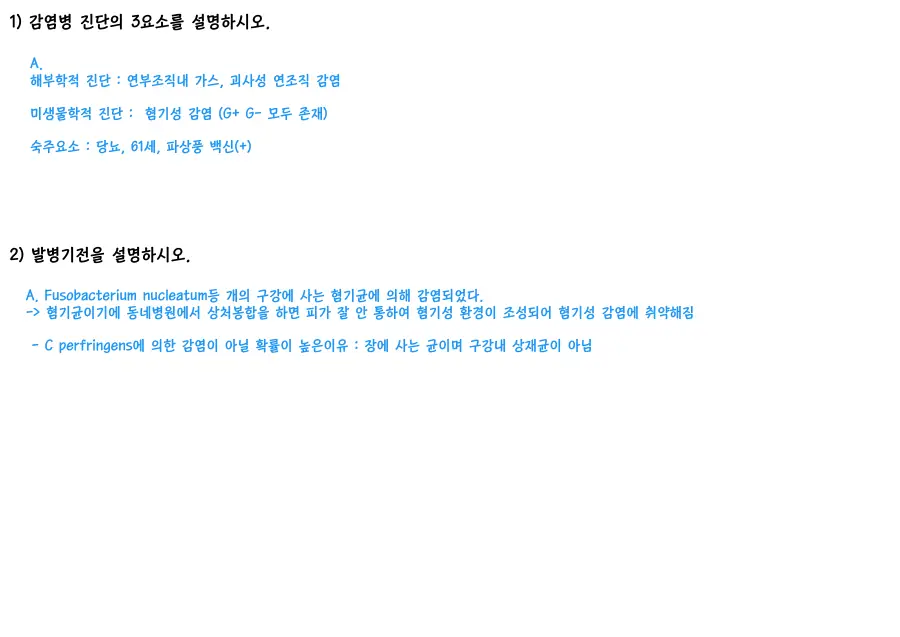 1) 감염병 진단의 3요소를 설명하시오.
A.
해부학적 진단 : 연부조직내 가스, 괴사성 연조직 감염
미생물학적 진단 : 혐기성 감염 (G+ G- 모두 존재)
숙주요소 : 당뇨, 61세, 파상풍 백신(+)
2) 발병기전을 설명하시오.
A. Fusobacterium nucleatum등 개의 구강에 사는 혐기균에 의해 감염되었다.
-> 혐기균이기에 동네병원에서 상처봉합을 하면 피가 잘 안 통하여 혐기성 환경이 조성되어 혐기성 감염에 취약해짐
- C perfringens에 의한 감염이 아닐 확률이 높은이유 : 장에 사는 균이며 구강내 상재균이 아님